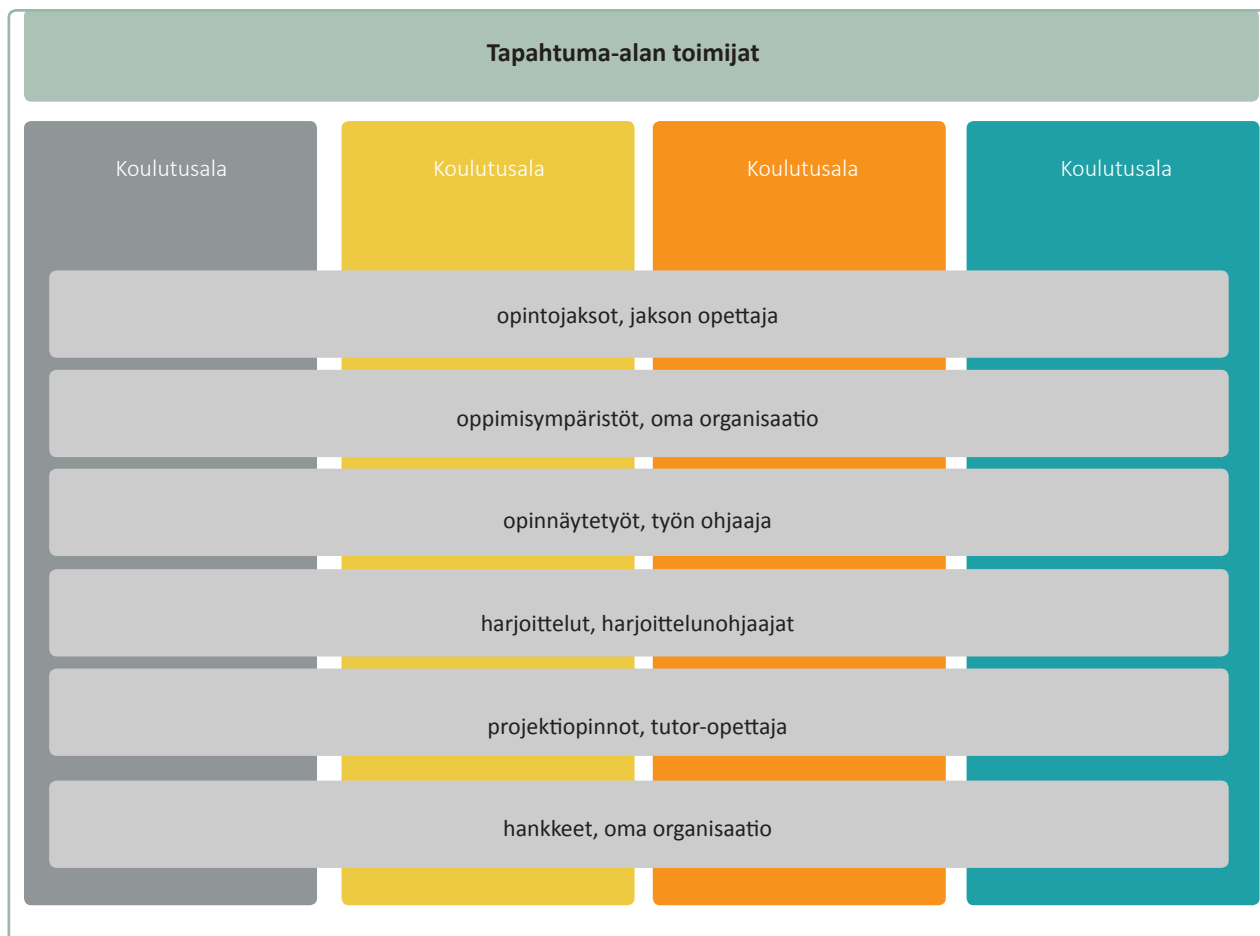 Tapahtuma-alan toimijat
Koulutusala
Koulutusala
Koulutusala
Koulutusala
opintojaksot, jakson opettaja
oppimisympäristöt, oma organisaatio
opinnäytetyöt, työn ohjaaja
harjoittelut, harjoittelunohjaajat
projektiopinnot, tutor-opettaja
hankkeet, oma organisaatio